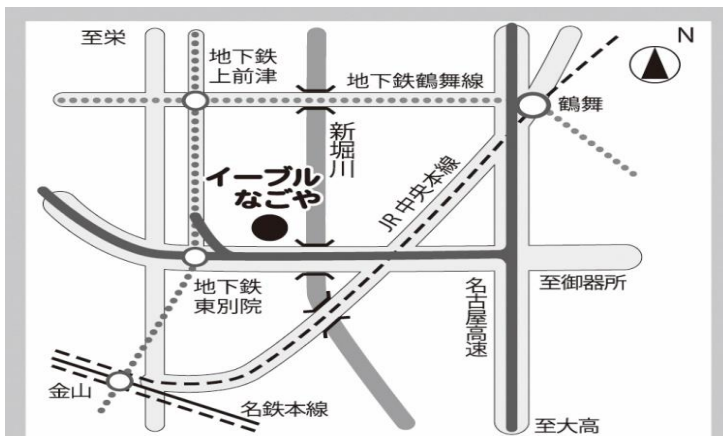 至栄
地下鉄
上前津
地下鉄鶴舞線
N
鶴舞
新堀川
イーブル
なごや
JR中央本線
地下鉄
東別院
名古屋高速
至御器所
金山
名鉄本線
至大高